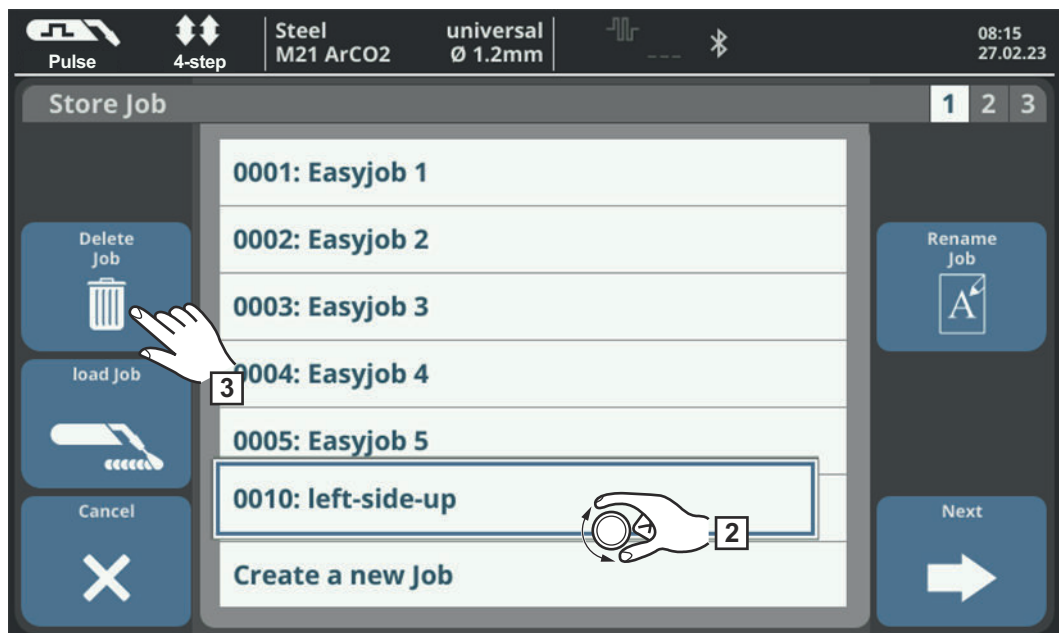 Pulse
4-step
Steel
M21 ArCO2
universal
Ø 1.2mm
---
08:15
27.02.23
Store Job
1 2 3
0001: Easyjob 1
0002: Easyjob 2
0003: Easyjob 3
0004: Easyjob 4
0005: Easyjob 5
0010: left-side-up
Create a new Job
Delete
Job
3
load Job
Cancel
2
Rename
Job
A
Next